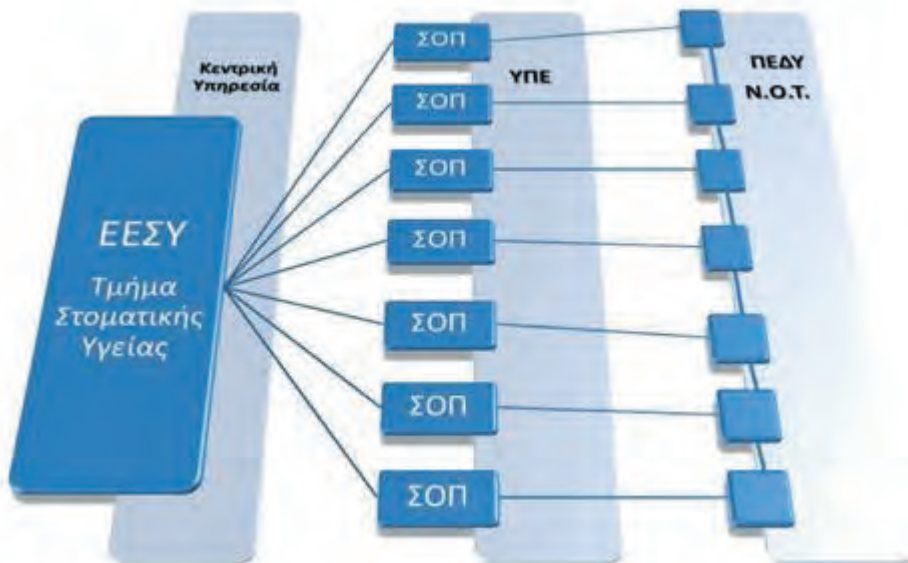 Κεντρική
Υπηρεσία
ΕΕΣΥ
Τμήμα
Στοματικής
Υγείας
ΣΟΠ
ΣΟΠ
ΣΟΠ
ΣΟΠ
ΣΟΠ
ΣΟΠ
ΣΟΠ
ΥΠΕ
ΠΕΔΥ
Ν.Ο.Τ.